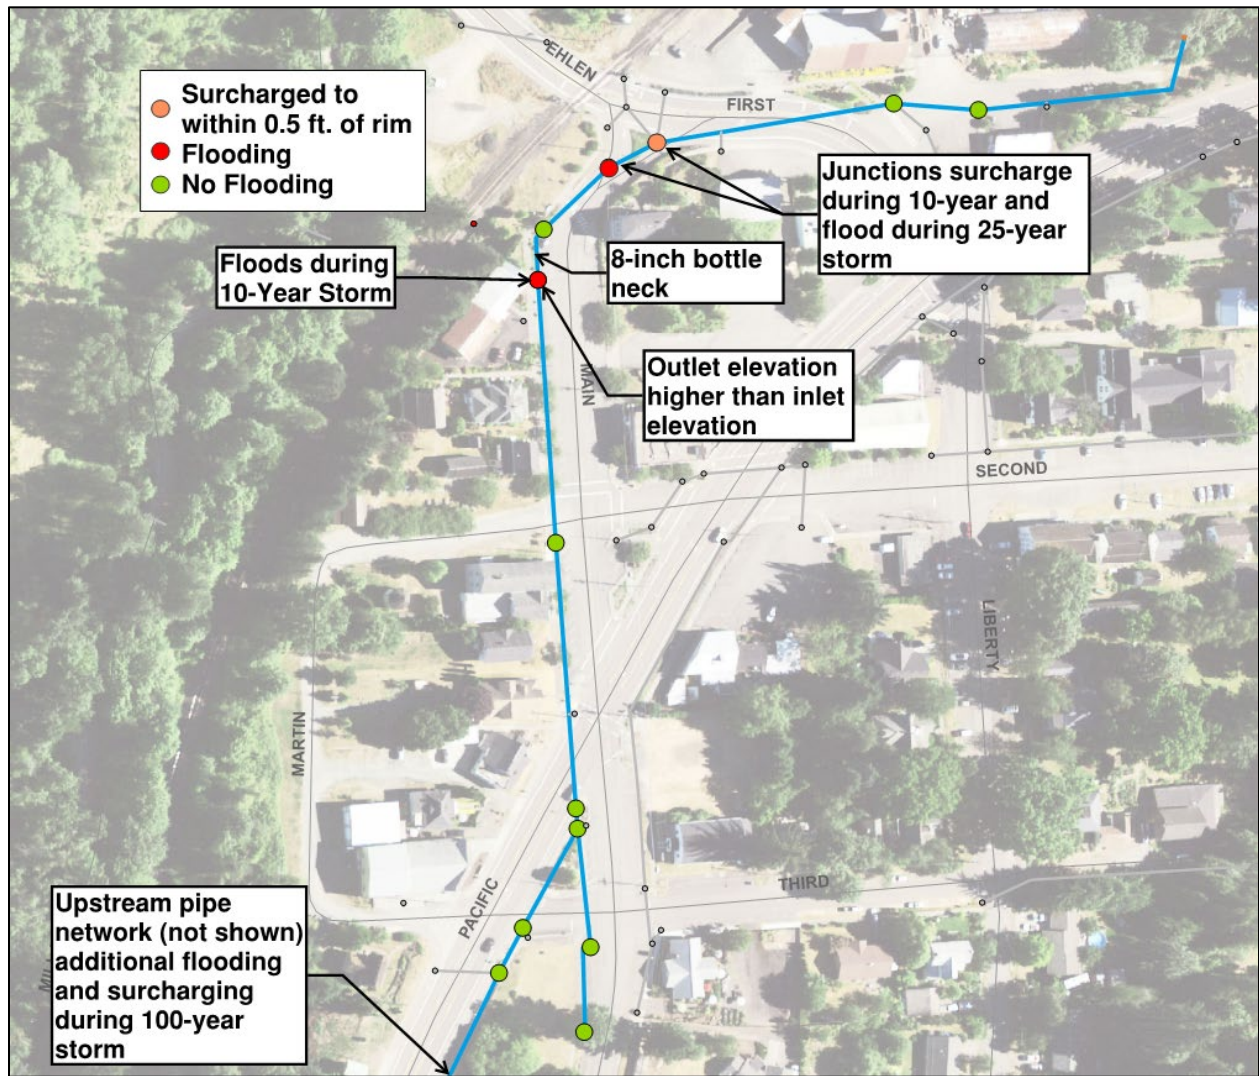 EHLEN
FIRST
Surcharged to
within 0.5 ft. of rim
Flooding
No Flooding
Junctions surcharge
during 10-year and
flood during 25-year
storm
Floods during
10-Year Storm
8-inch bottle
neck
MAIN
Outlet elevation
higher than inlet
elevation
SECOND
LIBERTY
MARTIN
THIRD
PACIFIC
Upstream pipe
network (not shown)
additional flooding
and surcharging
during 100-year
storm